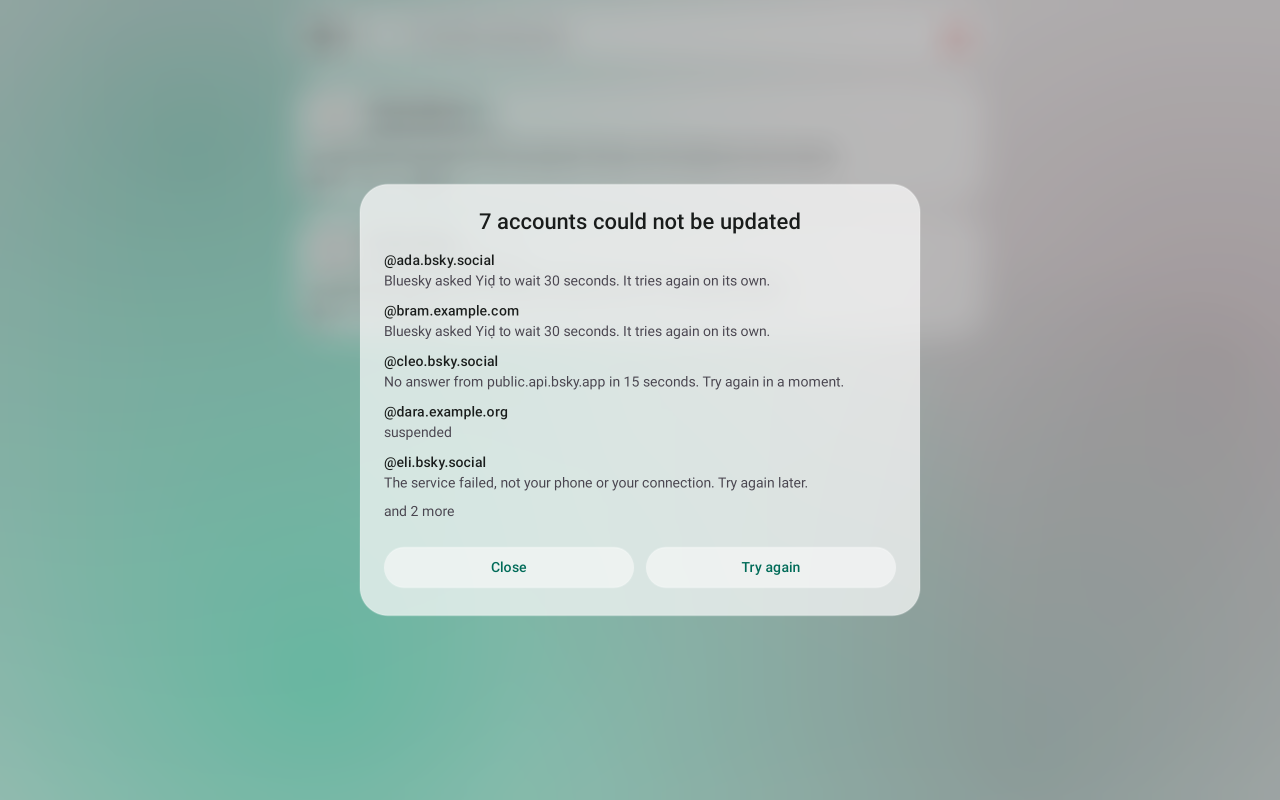 7 accounts could not be updated
@ada.bsky.social
Bluesky asked Yiḍ to wait 30 seconds. It tries again on its own.
@bram.example.com
Bluesky asked Yiḍ to wait 30 seconds. It tries again on its own.
@cleo.bsky.social
No answer from public.api.bsky.app in 15 seconds. Try again in a moment.
@dara.example.org
suspended
@eli.bsky.social
The service failed, not your phone or your connection. Try again later.
and 2 more
Close
Try again